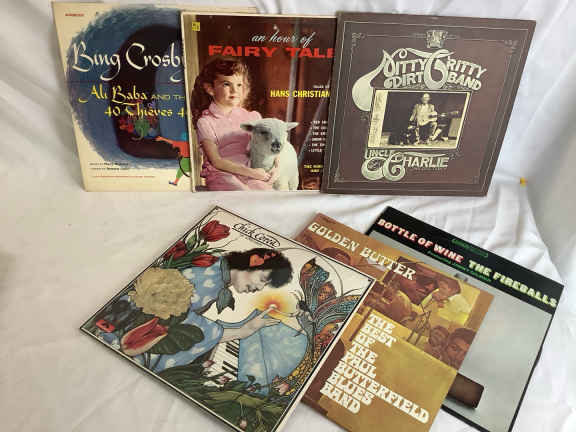 Bing Crosby
Ali Baba AND THE
40 Thieves
an hour of
FAIRY TALE
HANS CHRISTIAN
NITTY GRITTY
DIRT BAND
UNCLE CHARLIE
Chick Corea
GOLDEN BUTTER
THE
BEST
OF
THE
PAUL
BUTTERFIELD
BLUES
BAND
BOTTLE OF WINE
THE FIREBALLS